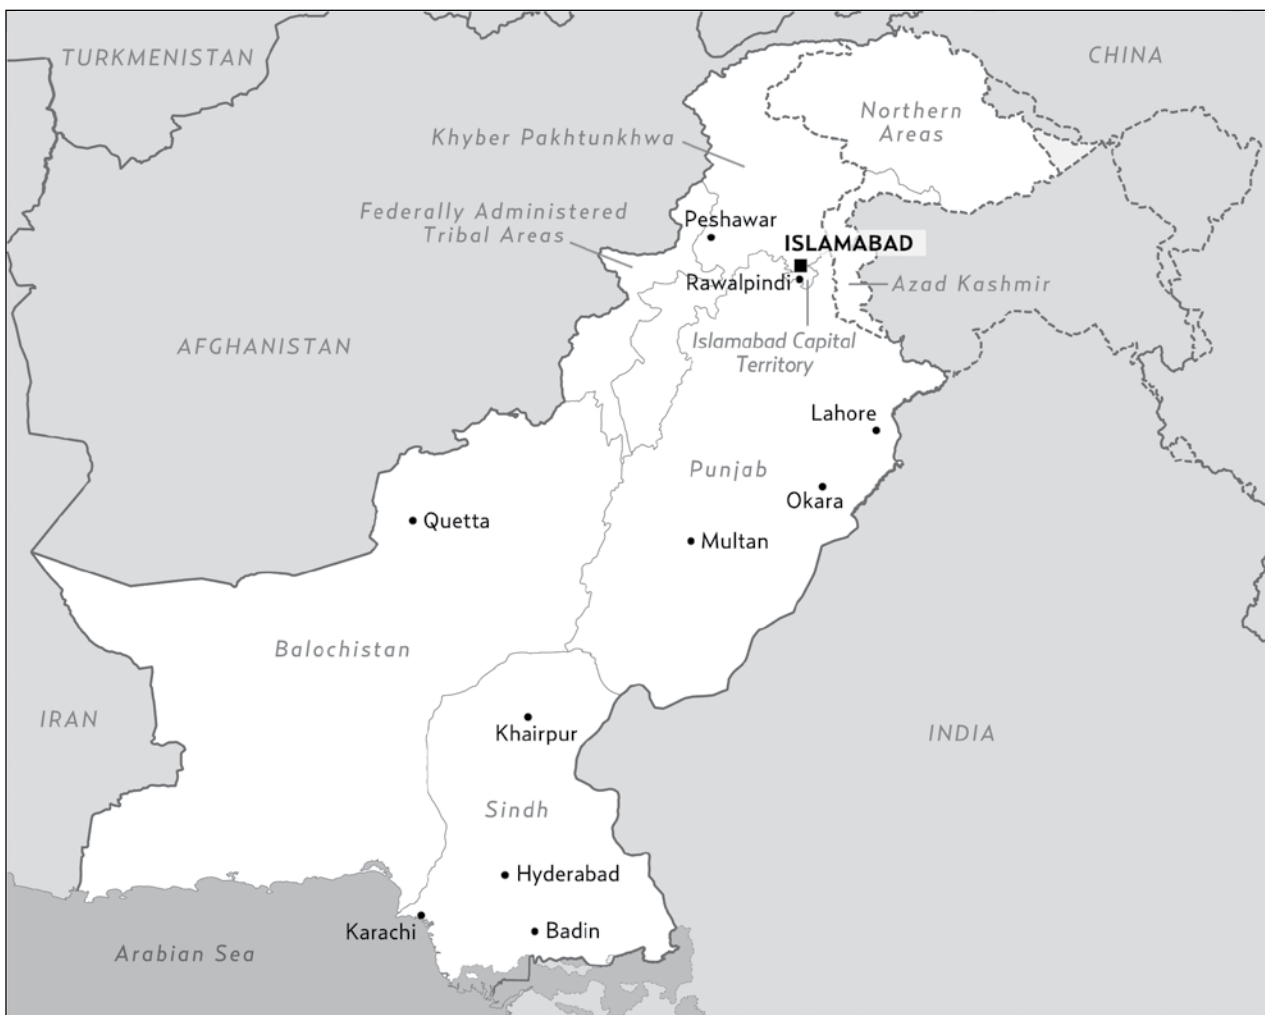 TURKMENISTAN
CHINA
Northern
Areas
Khyber Pakhtunkhwa
Federally Administered
Tribal Areas
Peshawar
ISLAMABAD
Rawalpindi
Azad Kashmir
Islamabad Capital
Territory
AFGHANISTAN
Lahore
Punjab
Okara
Quetta
Multan
Balochistan
IRAN
Khairpur
INDIA
Sindh
Hyderabad
Karachi
Badin
Arabian Sea